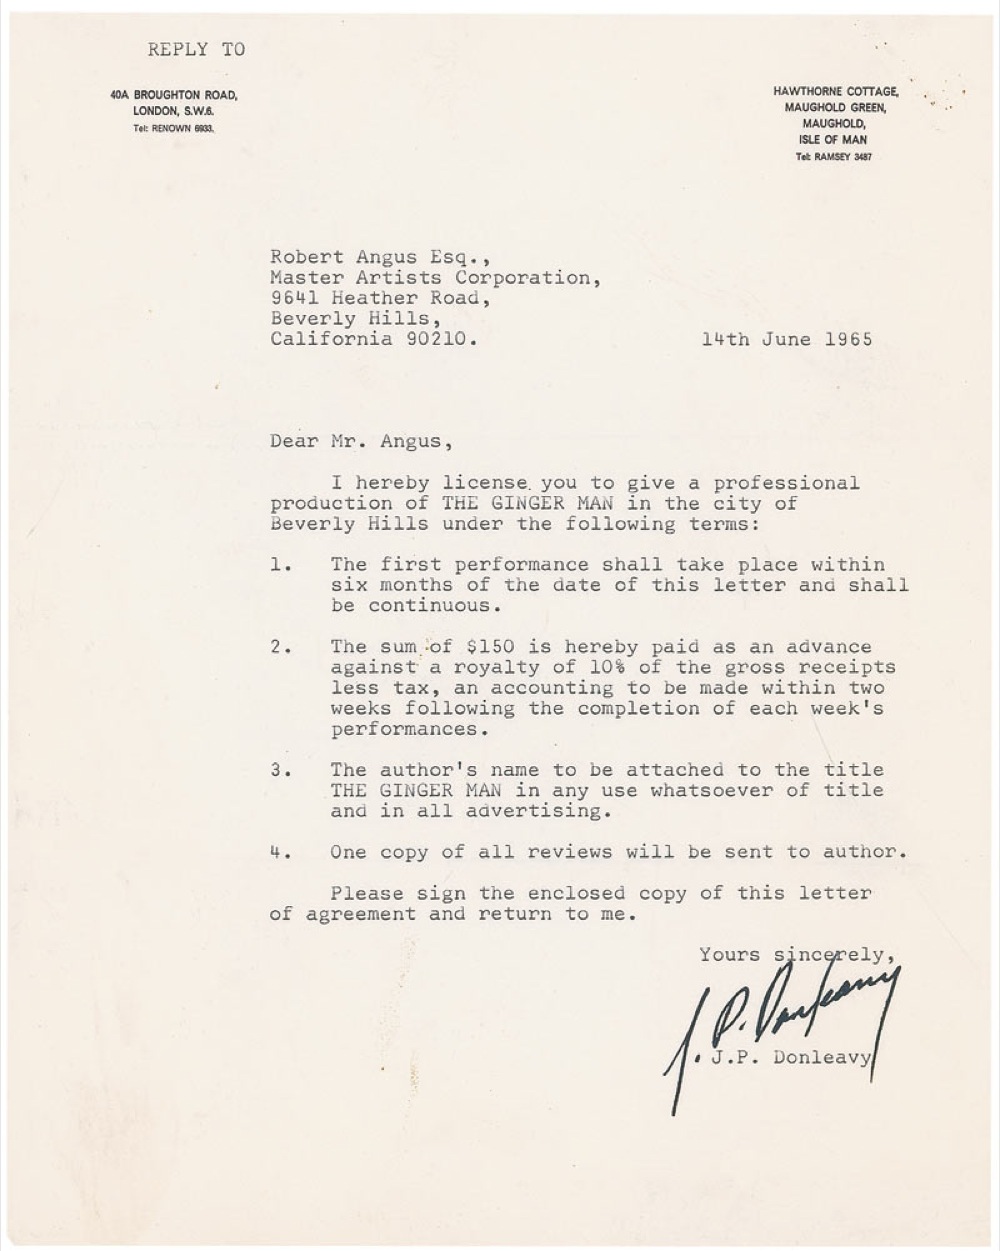 REPLY TO
40A BROUGHTON ROAD,
LONDON, S.W.6.
Tel: RENOWN 6933.
HAWTHORNE COTTAGE,
MAUGHOLD GREEN,
MAUGHOLD,
ISLE OF MAN
Tel: RAMSEY 3487
Robert Angus Esq.,
Master Artists Corporation,
9641 Heather Road,
Beverly Hills,
California 90210.
14th June 1965
Dear Mr. Angus,
I hereby license you to give a professional
production of THE GINGER MAN in the city of
Beverly Hills under the following terms:
1. The first performance shall take place within
six months of the date of this letter and shall
be continuous.
2. The sum of $150 is hereby paid as an advance
against a royalty of 10% of the gross receipts
less tax, an accounting to be made within two
weeks following the completion of each week's
performances.
3. The author's name to be attached to the title
THE GINGER MAN in any use whatsoever of title
and in all advertising.
4. One copy of all reviews will be sent to author.
Please sign the enclosed copy of this letter
of agreement and return to me.
Yours sincerely,
J. P. Donleavy
J.P. Donleavy